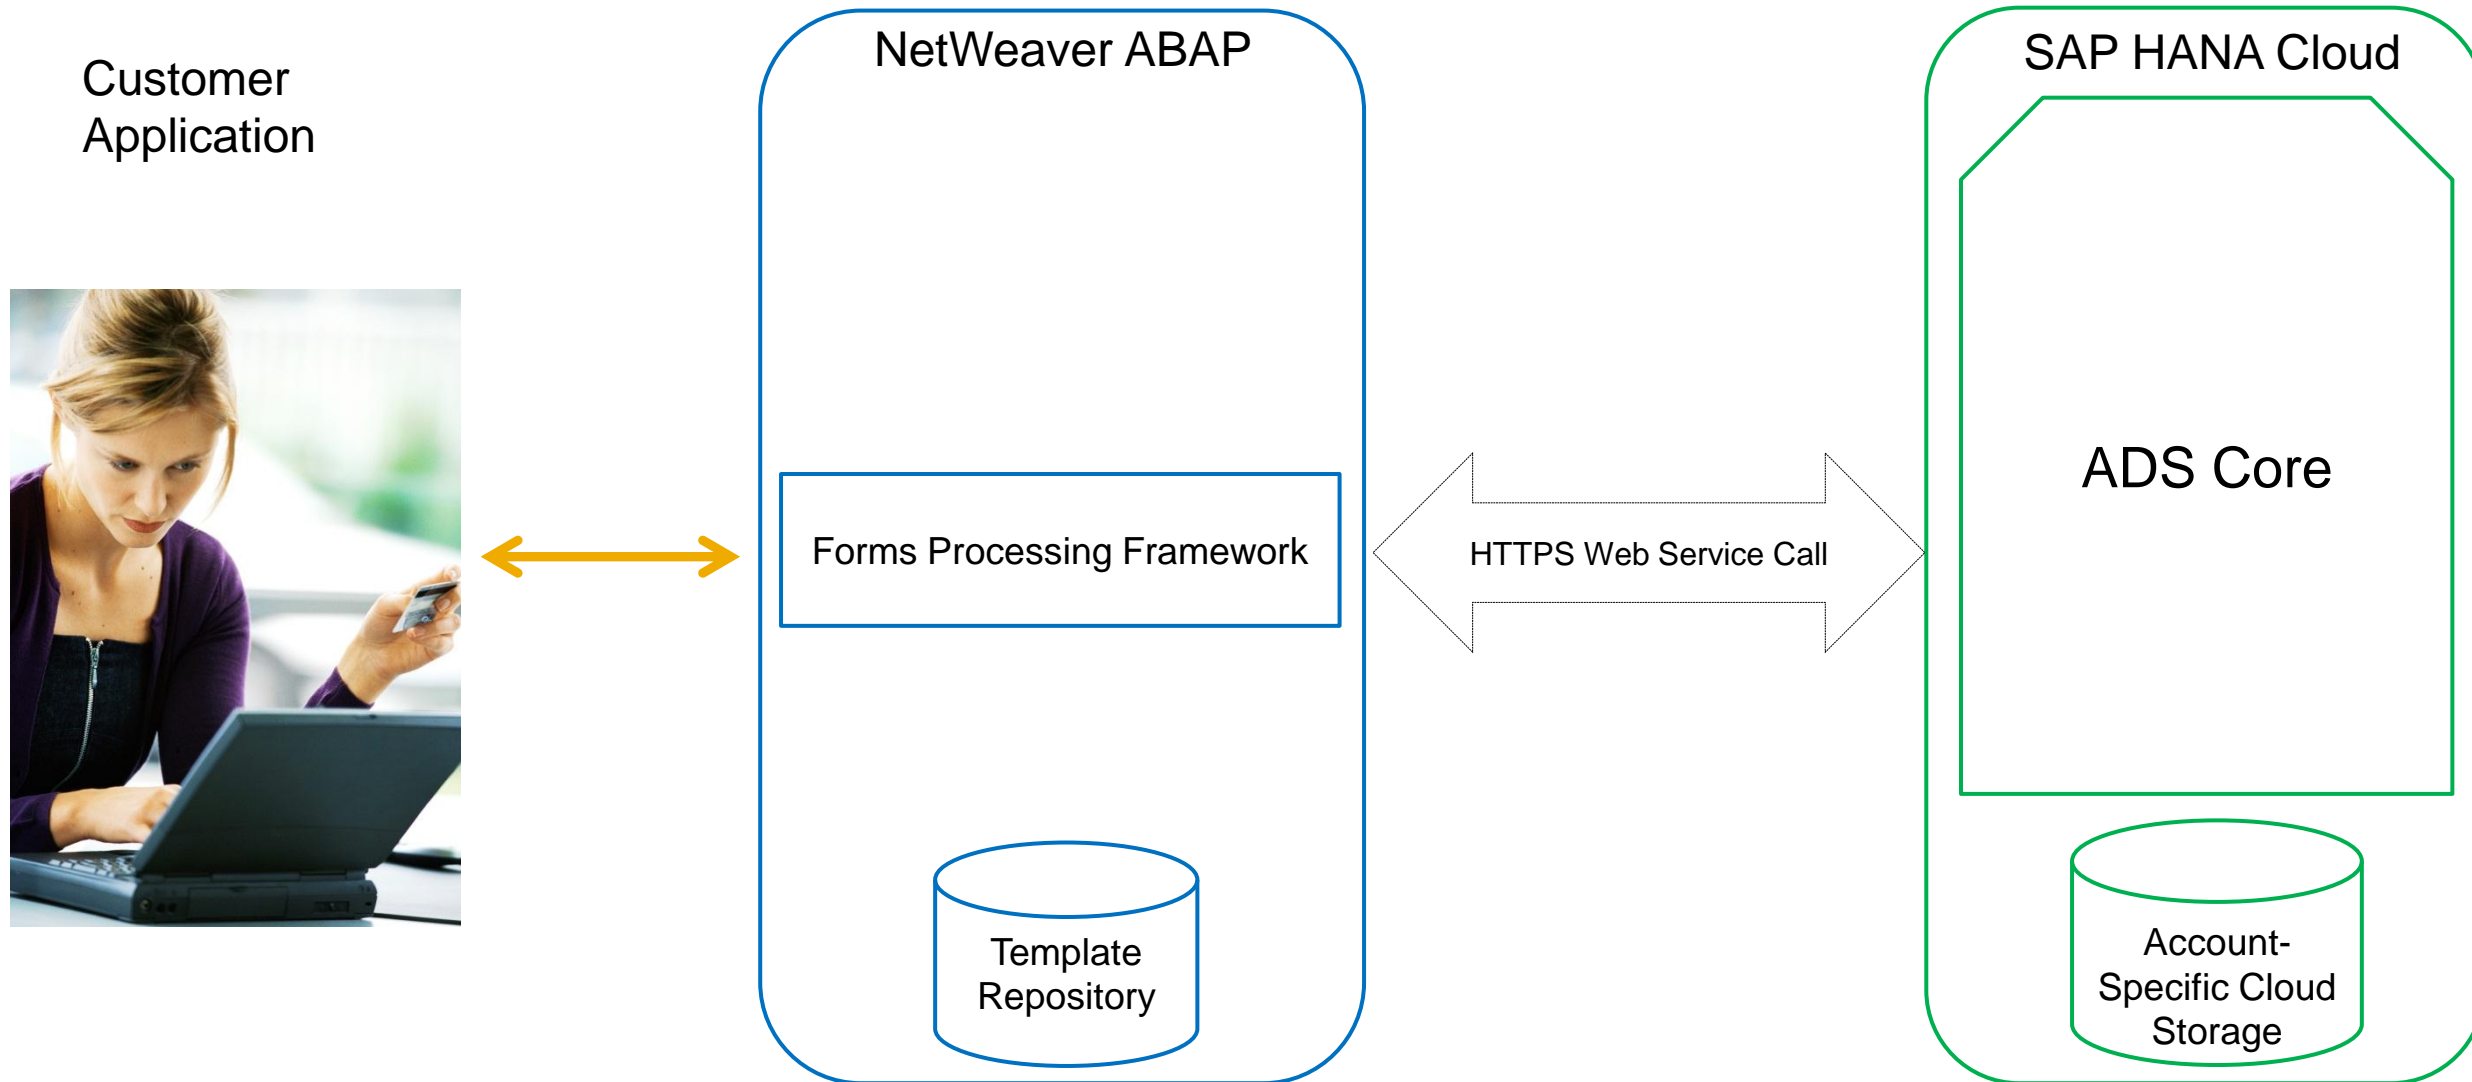 Customer
Application
NetWeaver ABAP
Forms Processing Framework
Template
Repository
HTTPS Web Service Call
SAP HANA Cloud
ADS Core
Account-
Specific Cloud
Storage